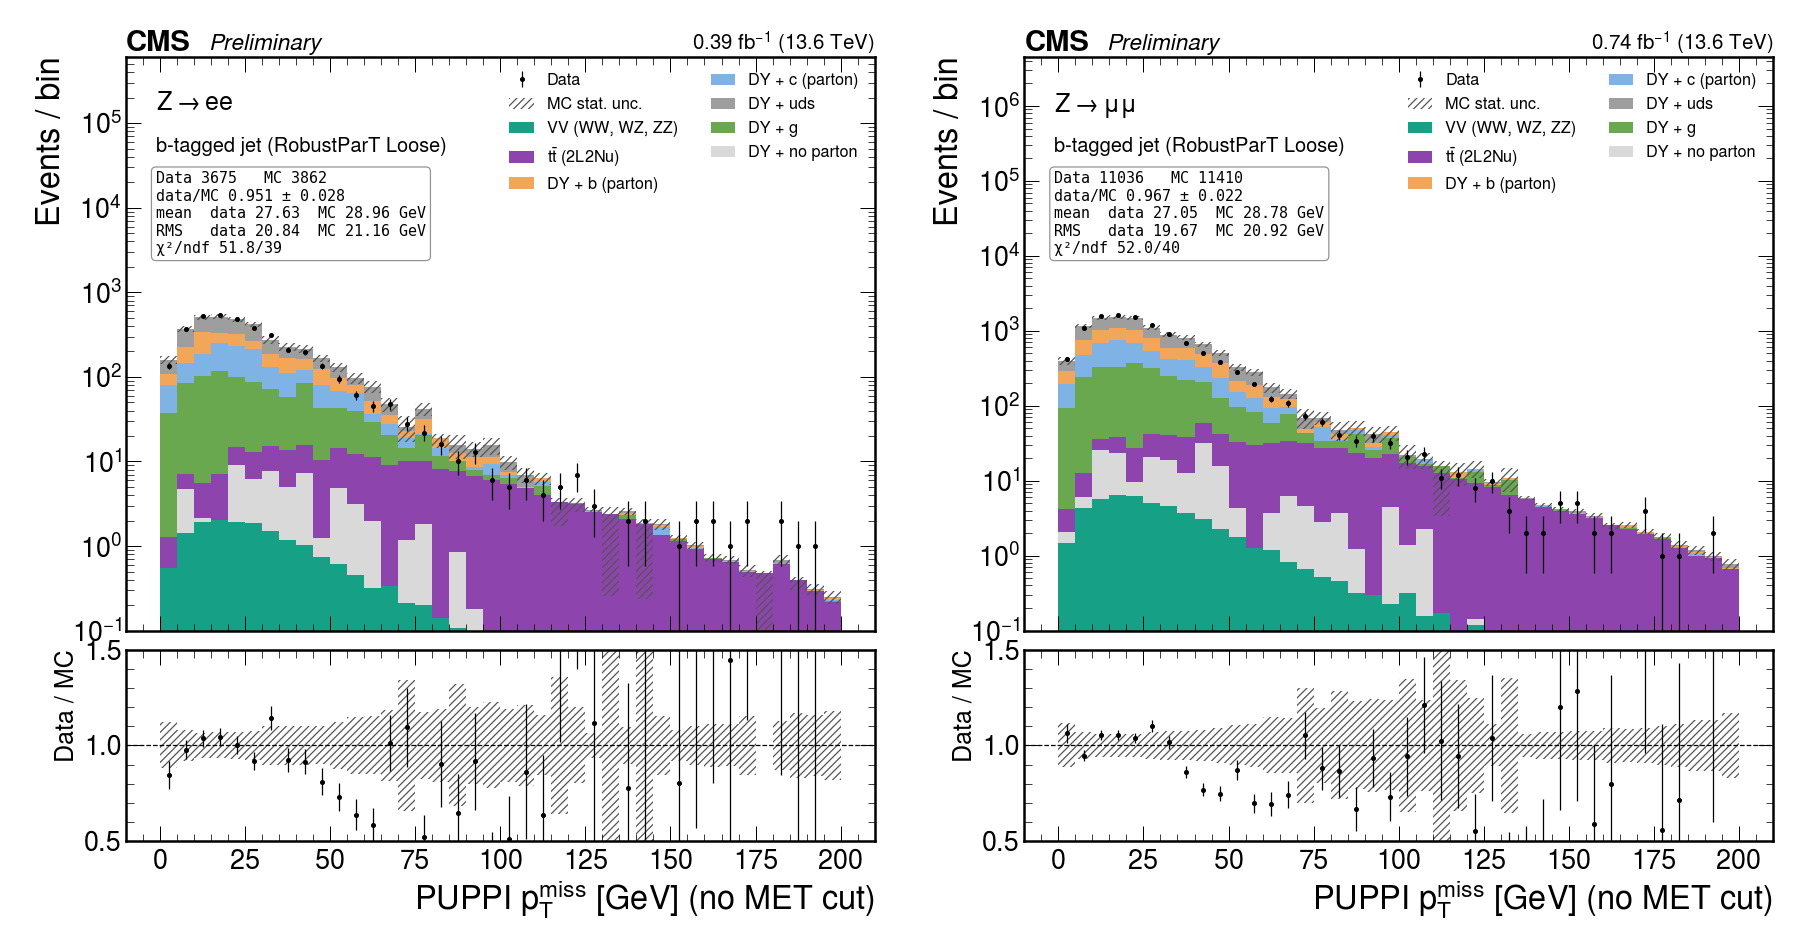 CMS Preliminary 0.39 fb⁻¹ (13.6 TeV)
Events / bin
Z → ee
b-tagged jet (RobustParT Loose)
Data 3675   MC 3862
data/MC 0.951 ± 0.028
mean  data 27.63  MC 28.96 GeV
RMS   data 20.84  MC 21.16 GeV
χ²/ndf 51.8/39
Data
MC stat. unc.
VV (WW, WZ, ZZ)
tt̄ (2L2Nu)
DY + b (parton)
DY + c (parton)
DY + uds
DY + g
DY + no parton
10⁵
10⁴
10³
10²
10¹
10⁰
10⁻¹
Data / MC
1.5
1.0
0.5
0 25 50 75 100 125 150 175 200
PUPPI p_T^miss [GeV] (no MET cut)
CMS Preliminary 0.74 fb⁻¹ (13.6 TeV)
Events / bin
Z → μμ
b-tagged jet (RobustParT Loose)
Data 11036   MC 11410
data/MC 0.967 ± 0.022
mean  data 27.05  MC 28.78 GeV
RMS   data 19.67  MC 20.92 GeV
χ²/ndf 52.0/40
Data
MC stat. unc.
VV (WW, WZ, ZZ)
tt̄ (2L2Nu)
DY + b (parton)
DY + c (parton)
DY + uds
DY + g
DY + no parton
10⁶
10⁵
10⁴
10³
10²
10¹
10⁰
10⁻¹
Data / MC
1.5
1.0
0.5
0 25 50 75 100 125 150 175 200
PUPPI p_T^miss [GeV] (no MET cut)